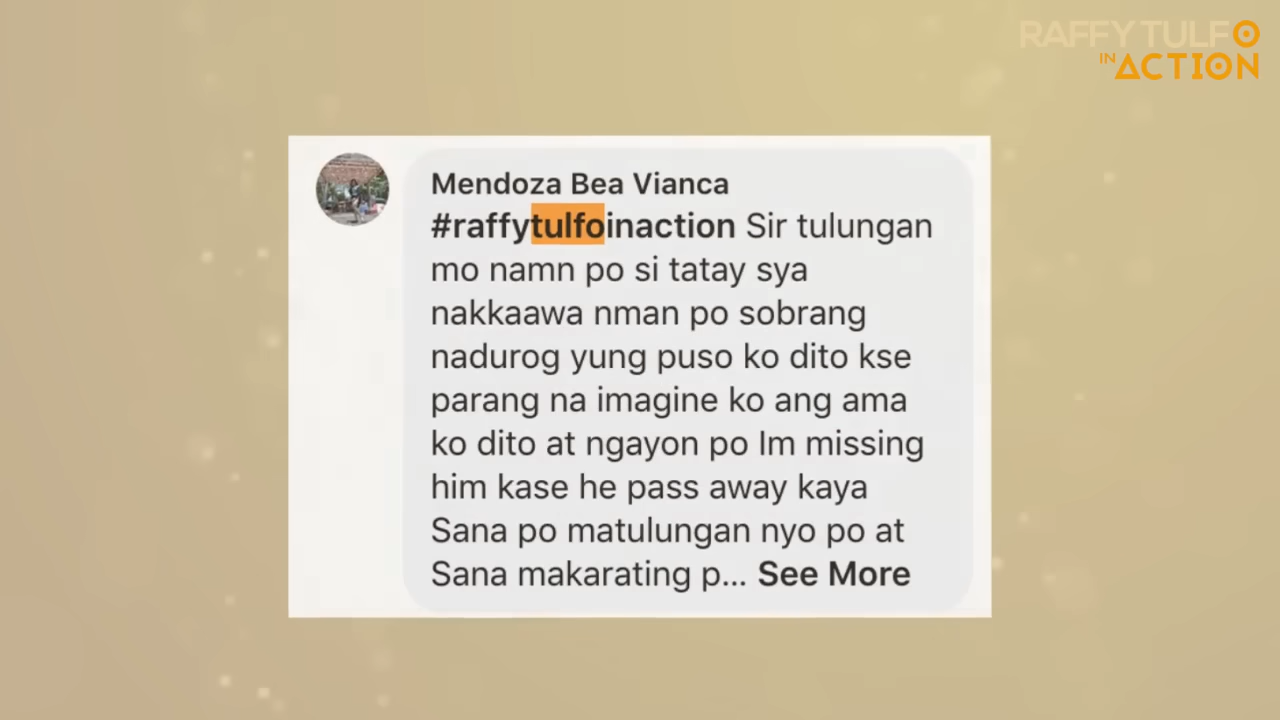 RAFFY TULFO
IN ACTION
Mendoza Bea Vianca
#raffytulfoinaction Sir tulungan
mo namn po si tatay sya
nakkaawa nman po sobrang
nadurog yung puso ko dito kse
parang na imagine ko ang ama
ko dito at ngayon po Im missing
him kase he pass away kaya
Sana po matulungan nyo po at
Sana makarating p... See More